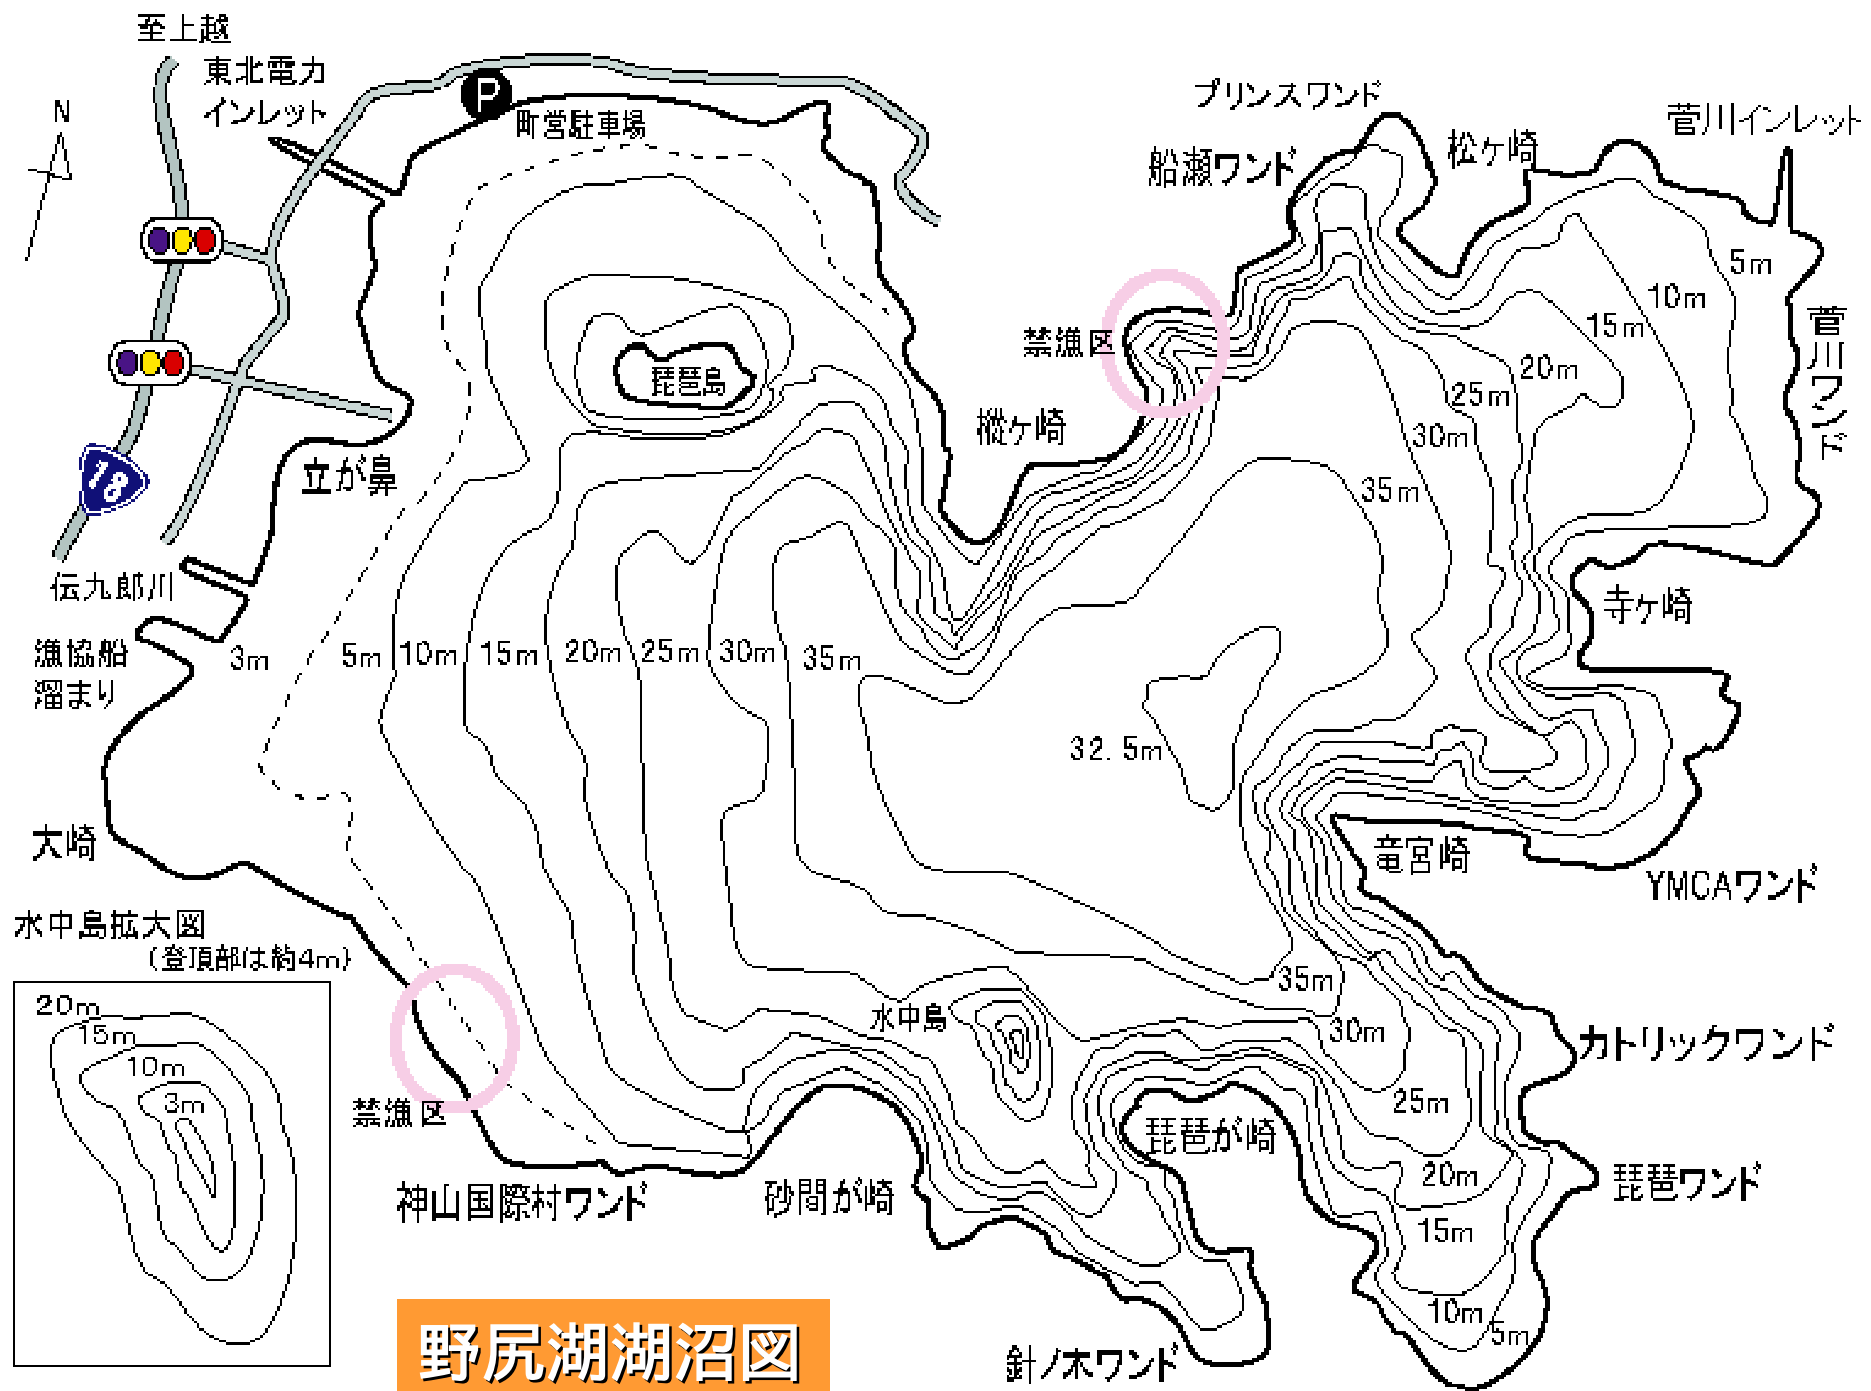 至上越
東北電力
インレット
N
P
町営駐車場
プリンスワンド
船瀬ワンド
松ヶ崎
菅川インレット
5m
10m
15m
20m
25m
30m
35m
菅川ワンド
禁漁区
琵琶島
樅ヶ崎
18
立が鼻
伝九郎川
漁協船
溜まり
3m
5m
10m
15m
20m
25m
30m
35m
32.5m
寺ヶ崎
大崎
竜宮崎
YMCAワンド
水中島拡大図
(登頂部は約4m)
20m
15m
10m
3m
水中島
35m
30m
25m
20m
15m
10m
5m
カトリックワンド
禁漁区
琵琶が崎
琵琶ワンド
神山国際村ワンド
砂間が崎
針ノ木ワンド
野尻湖湖沼図